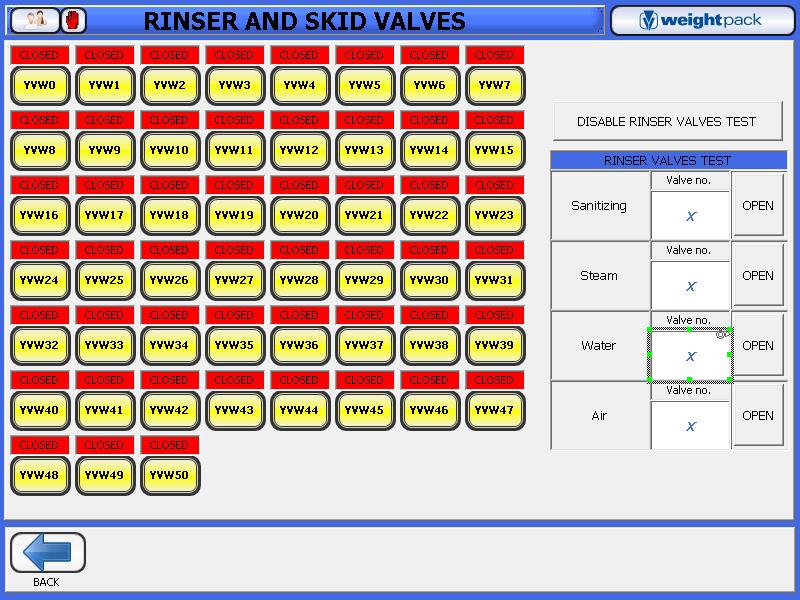 RINSER AND SKID VALVES
weightpack
CLOSED CLOSED CLOSED CLOSED CLOSED CLOSED CLOSED CLOSED
YVW0 YVW1 YVW2 YVW3 YVW4 YVW5 YVW6 YVW7
CLOSED CLOSED CLOSED CLOSED CLOSED CLOSED CLOSED CLOSED
YVW8 YVW9 YVW10 YVW11 YVW12 YVW13 YVW14 YVW15
CLOSED CLOSED CLOSED CLOSED CLOSED CLOSED CLOSED CLOSED
YVW16 YVW17 YVW18 YVW19 YVW20 YVW21 YVW22 YVW23
CLOSED CLOSED CLOSED CLOSED CLOSED CLOSED CLOSED CLOSED
YVW24 YVW25 YVW26 YVW27 YVW28 YVW29 YVW30 YVW31
CLOSED CLOSED CLOSED CLOSED CLOSED CLOSED CLOSED CLOSED
YVW32 YVW33 YVW34 YVW35 YVW36 YVW37 YVW38 YVW39
CLOSED CLOSED CLOSED CLOSED CLOSED CLOSED CLOSED CLOSED
YVW40 YVW41 YVW42 YVW43 YVW44 YVW45 YVW46 YVW47
CLOSED CLOSED CLOSED
YVW48 YVW49 YVW50
DISABLE RINSER VALVES TEST
RINSER VALVES TEST
Valve no.
Sanitizing x OPEN
Valve no.
Steam x OPEN
Valve no.
Water x OPEN
Valve no.
Air x OPEN
BACK